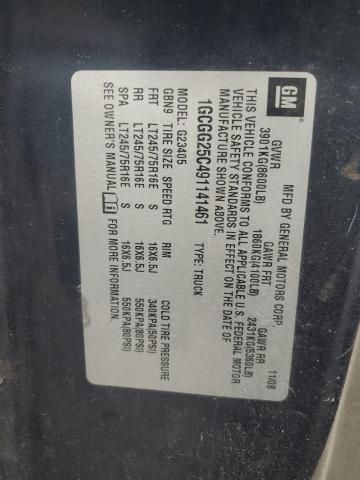 GM
MFD BY GENERAL MOTORS CORP. 11/08
GVWR GAWR FRT GAWR RR
3901KG(8600LB) 1860KG(4100LB) 2431KG(5360LB)
THIS VEHICLE CONFORMS TO ALL APPLICABLE U.S. FEDERAL MOTOR
VEHICLE SAFETY STANDARDS IN EFFECT ON THE DATE OF
MANUFACTURE SHOWN ABOVE.
1GCGG25CA91141461 TYPE: TRUCK
MODEL: G23405
GBN9 TIRE SIZE SPEED RTG RIM COLD TIRE PRESSURE
FRT LT245/75R16E S 16X6.5J 340KPA(50PSI)
RR LT245/75R16E S 16X6.5J 550KPA(80PSI)
SPA LT245/75R16E S 16X6.5J 550KPA(80PSI)
SEE OWNER'S MANUAL FOR MORE INFORMATION.